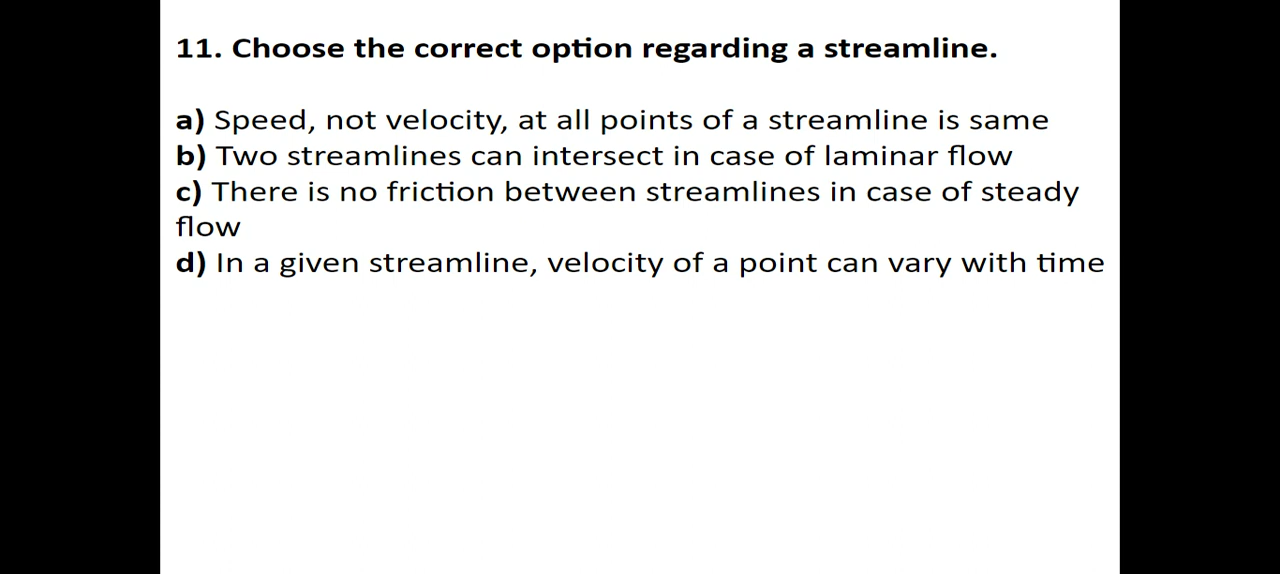 11. Choose the correct option regarding a streamline.
a) Speed, not velocity, at all points of a streamline is same
b) Two streamlines can intersect in case of laminar flow
c) There is no friction between streamlines in case of steady
flow
d) In a given streamline, velocity of a point can vary with time